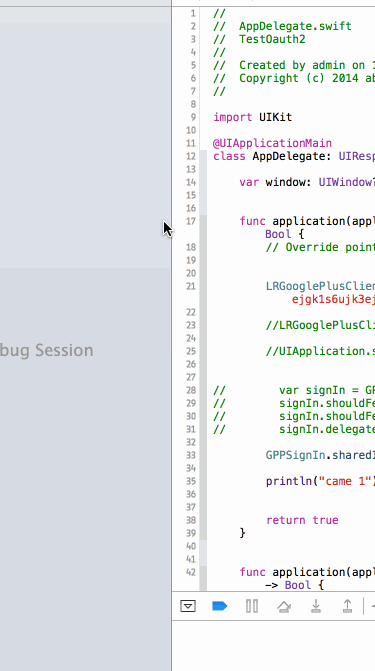 1 //
2 // AppDelegate.swift
3 // TestOauth2
4 //
5 // Created by admin on 1
6 // Copyright (c) 2014 ab
7 //
8
9 import UIKit
10
11 @UIApplicationMain
12 class AppDelegate: UIResp
13
14 var window: UIWindow?
15
16
17 func application(appl
Bool {
18 // Override point
19
20
21 LRGooglePlusClien
ejgk1s6ujk3ej
22
23 //LRGooglePlusCli
24
25 //UIApplication.s
26
27
28 // var signIn = GP
29 // signIn.shouldFe
30 // signIn.shouldFe
31 // signIn.delegate
32
33 GPPSignIn.sharedI
34
35 println("came 1")
36
37
38 return true
39 }
40
41
42 func application(appl
-> Bool {
bug Session